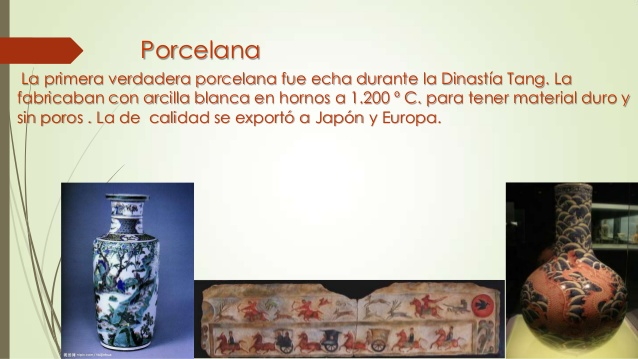 Porcelana
La primera verdadera porcelana fue echa durante la Dinastía Tang. La
fabricaban con arcilla blanca en hornos a 1.200 º C. para tener material duro y
sin poros . La de calidad se exportó a Japón y Europa.